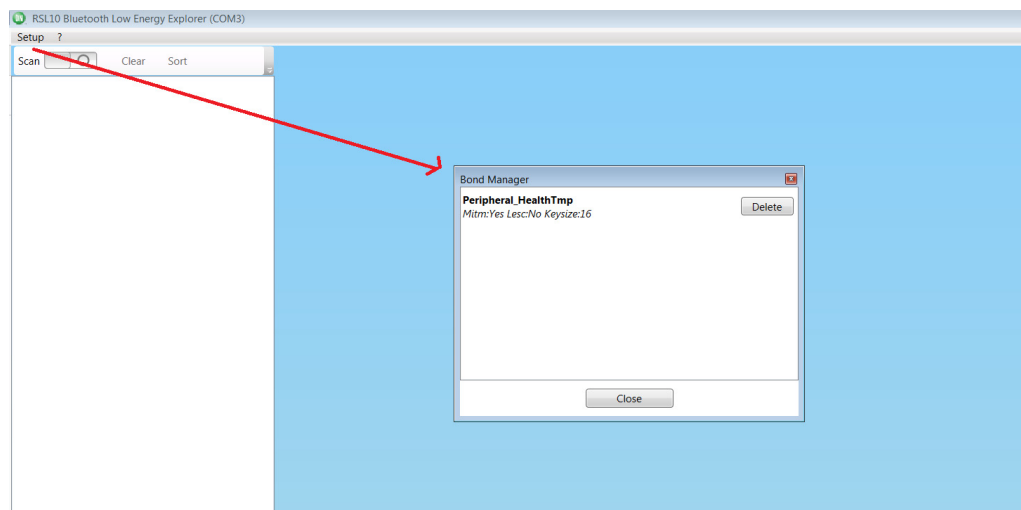 RSL10 Bluetooth Low Energy Explorer (COM3)
Setup ?
Scan Clear Sort
Bond Manager
Peripheral_HealthTmp
Delete
Mitm:Yes Lesc:No Keysize:16
Close